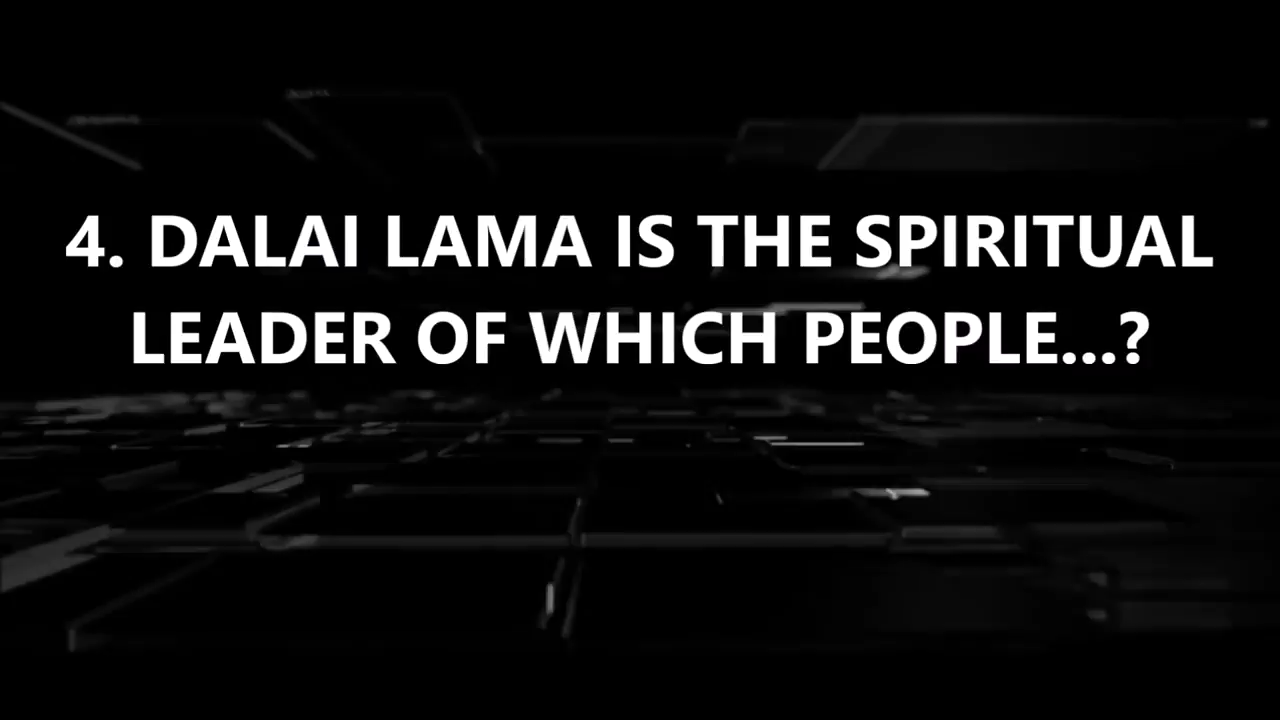 4. DALAI LAMA IS THE SPIRITUAL
LEADER OF WHICH PEOPLE...?